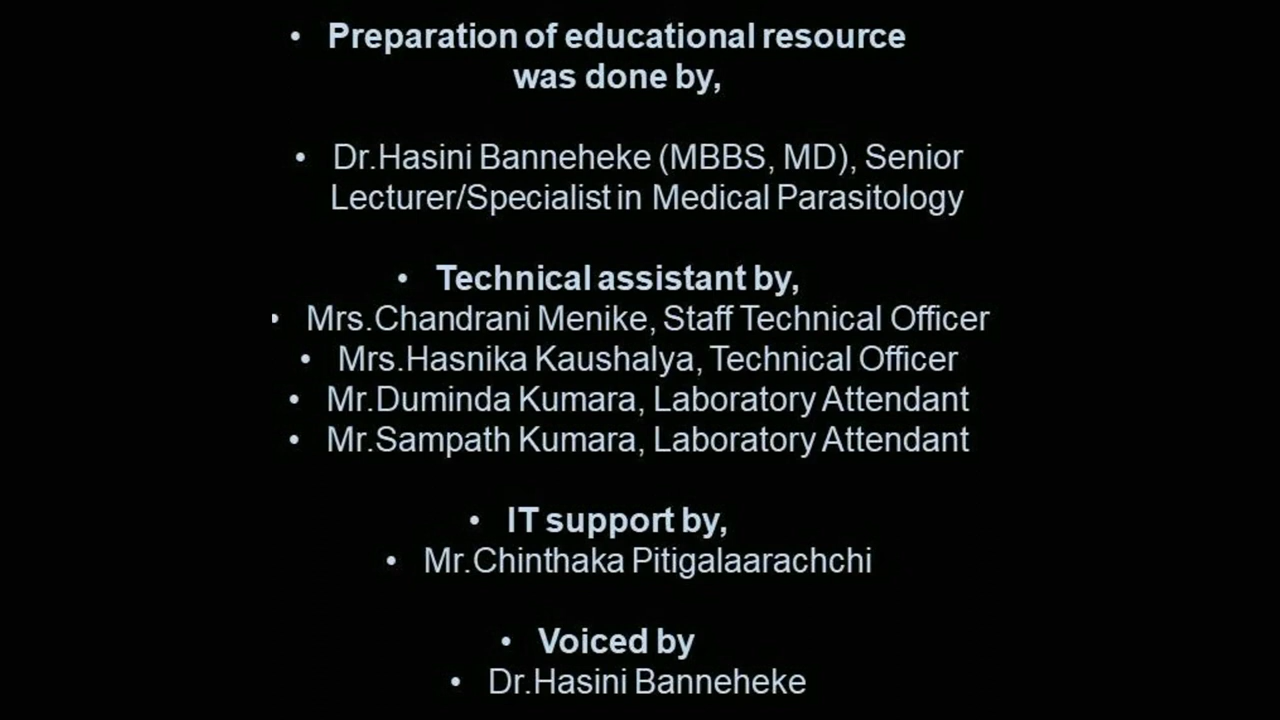 • Preparation of educational resource
was done by,
• Dr.Hasini Banneheke (MBBS, MD), Senior
Lecturer/Specialist in Medical Parasitology
• Technical assistant by,
• Mrs.Chandrani Menike, Staff Technical Officer
• Mrs.Hasnika Kaushalya, Technical Officer
• Mr.Duminda Kumara, Laboratory Attendant
• Mr.Sampath Kumara, Laboratory Attendant
• IT support by,
• Mr.Chinthaka Pitigalaarachchi
• Voiced by
• Dr.Hasini Banneheke